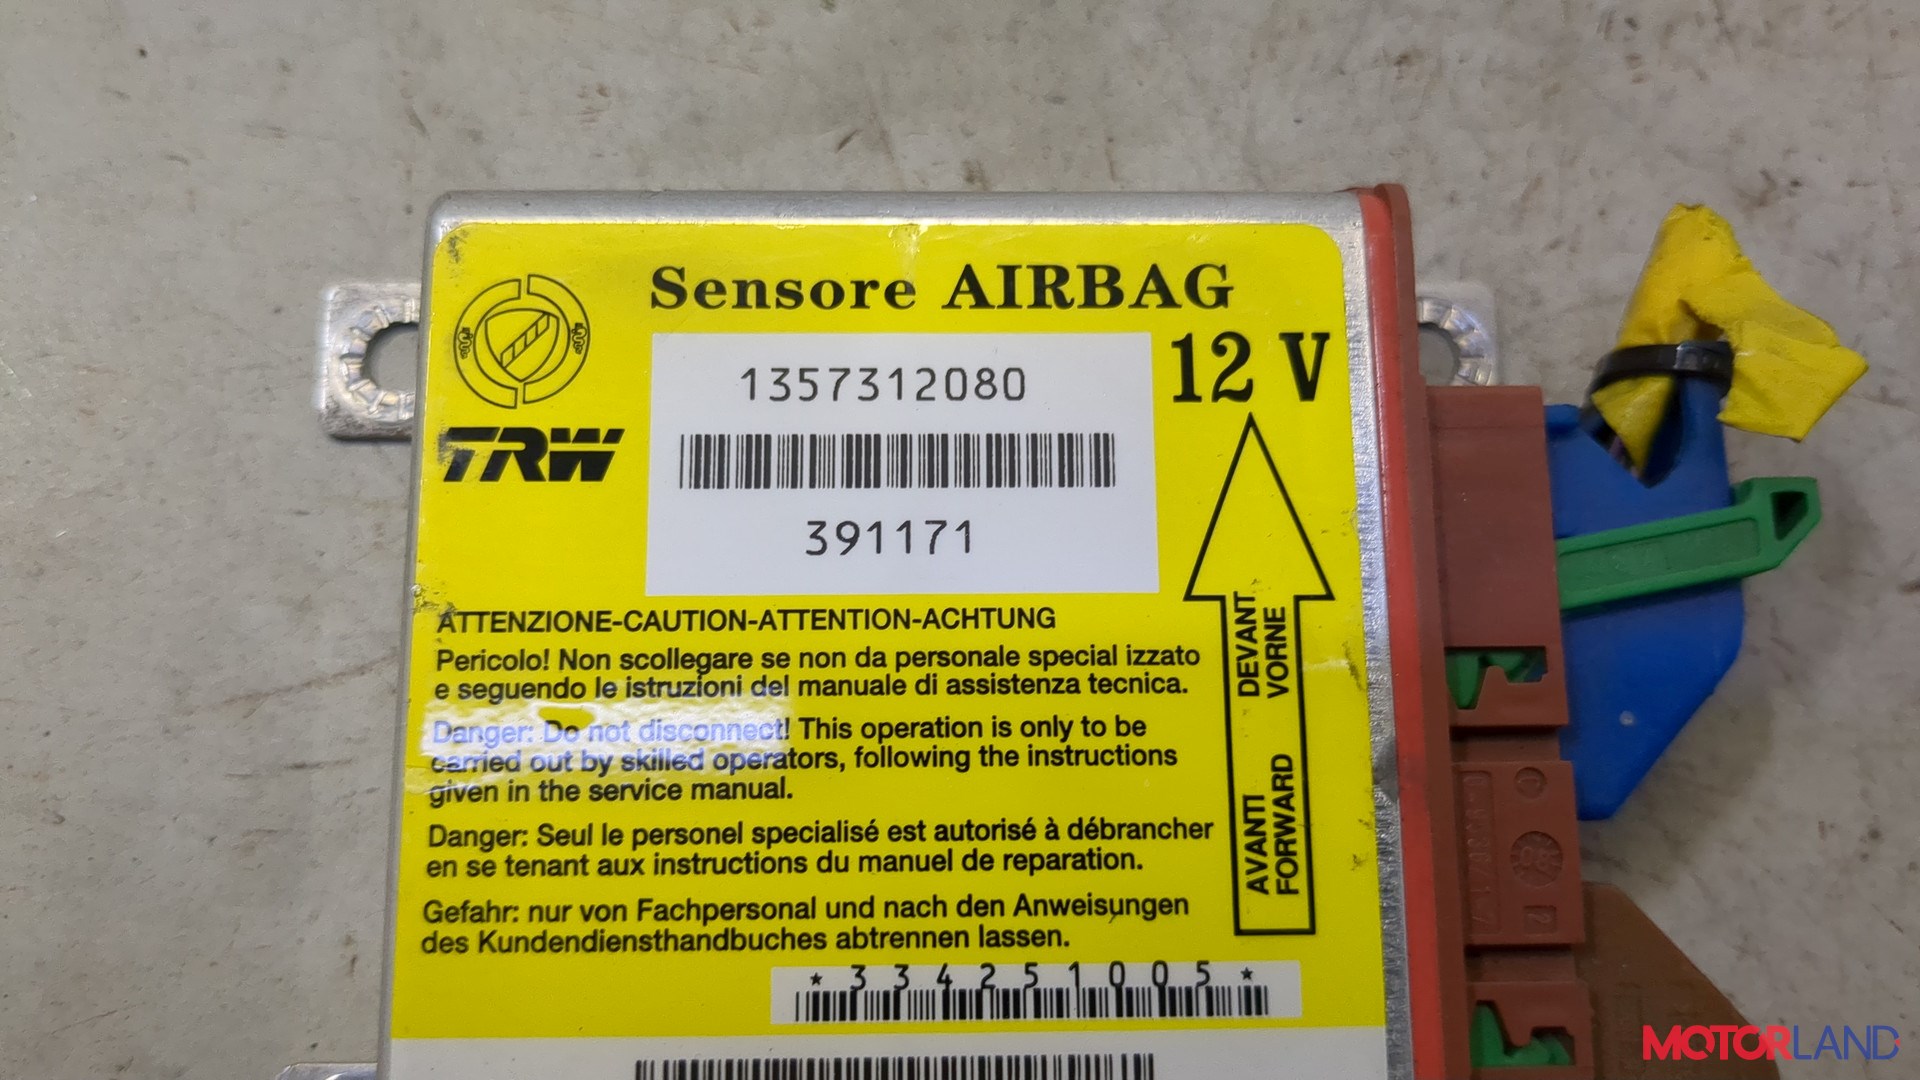 Sensore AIRBAG
1357312080
12 V
TRW
391171
ATTENZIONE-CAUTION-ATTENTION-ACHTUNG
Pericolo! Non scollegare se non da personale special izzato
e seguendo le istruzioni del manuale di assistenza tecnica.
Danger: Do not disconnect! This operation is only to be
carried out by skilled operators, following the instructions
given in the service manual.
Danger: Seul le personel specialisé est autorisé à débrancher
en se tenant aux instructions du manuel de reparation.
Gefahr: nur von Fachpersonal und nach den Anweisungen
des Kundendiensthandbuches abtrennen lassen.
DEVANT
VORNE
AVANTI
FORWARD
*334251005*
MOTORLAND